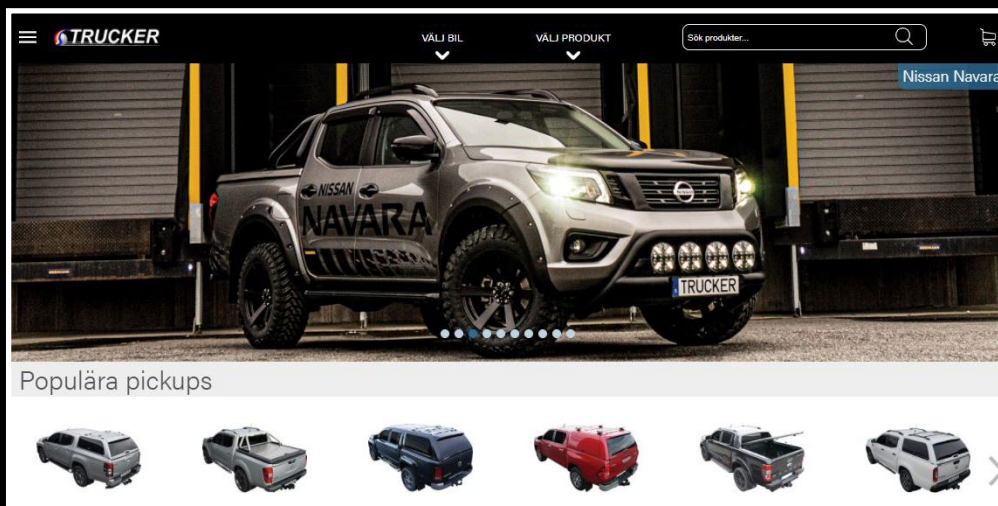 TRUCKER
VÄLJ BIL
VÄLJ PRODUKT
Sök produkter...
Nissan Navara
NISSAN
NAVARA
TRUCKER
Populära pickups